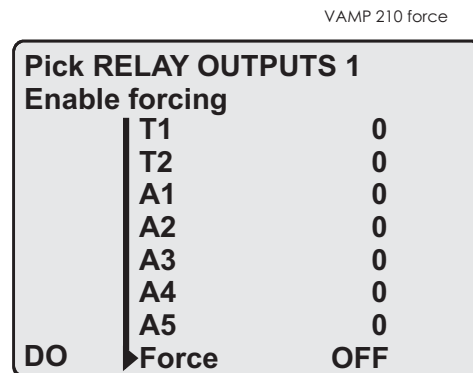 VAMP 210 force
Pick RELAY OUTPUTS 1
Enable forcing
T1 0
T2 0
A1 0
A2 0
A3 0
A4 0
A5 0
DO Force OFF